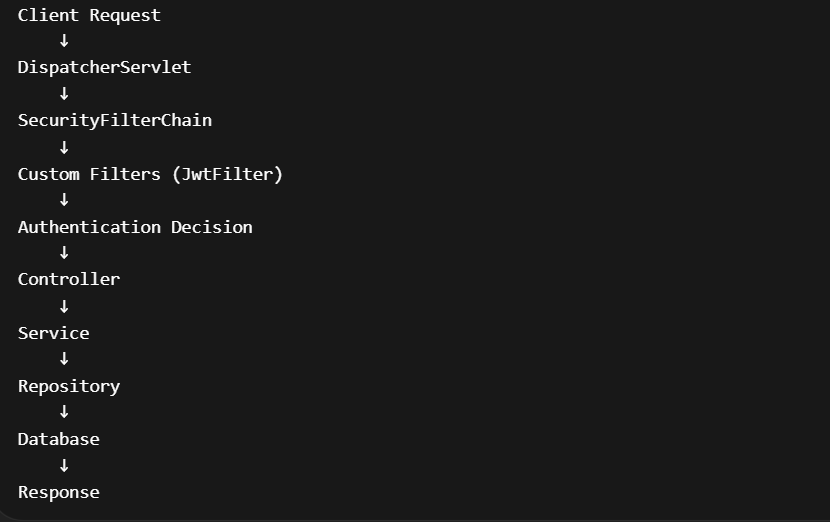 Client Request
↓
DispatcherServlet
↓
SecurityFilterChain
↓
Custom Filters (JwtFilter)
↓
Authentication Decision
↓
Controller
↓
Service
↓
Repository
↓
Database
↓
Response